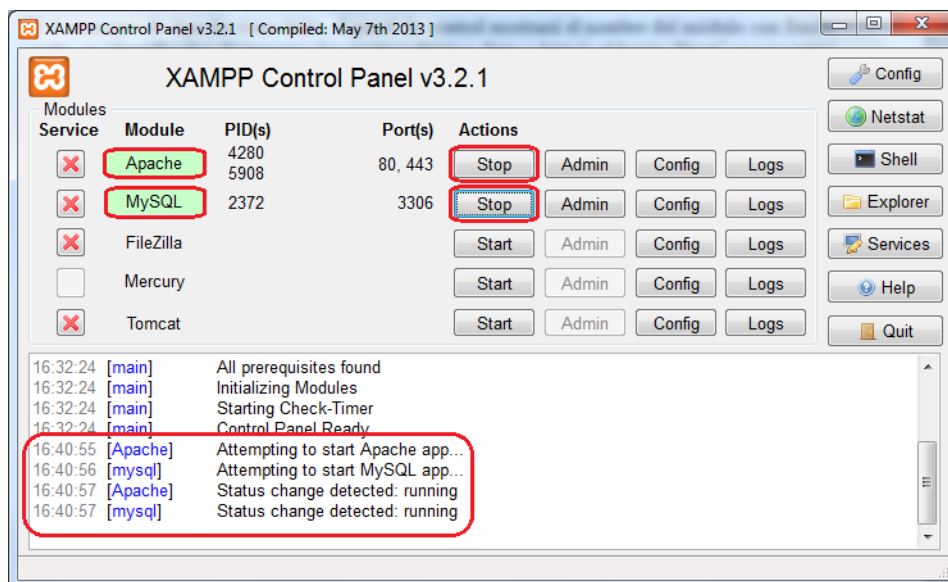 XAMPP Control Panel v3.2.1 [ Compiled: May 7th 2013 ]
XAMPP Control Panel v3.2.1
Config
Netstat
Shell
Explorer
Services
Help
Quit
Modules
Service Module PID(s) Port(s) Actions
Apache 4280 5908 80, 443 Stop Admin Config Logs
MySQL 2372 3306 Stop Admin Config Logs
FileZilla Start Admin Config Logs
Mercury Start Admin Config Logs
Tomcat Start Admin Config Logs
16:32:24 [main] All prerequisites found
16:32:24 [main] Initializing Modules
16:32:24 [main] Starting Check-Timer
16:32:24 [main] Control Panel Ready
16:40:55 [Apache] Attempting to start Apache app...
16:40:56 [mysql] Attempting to start MySQL app...
16:40:57 [Apache] Status change detected: running
16:40:57 [mysql] Status change detected: running